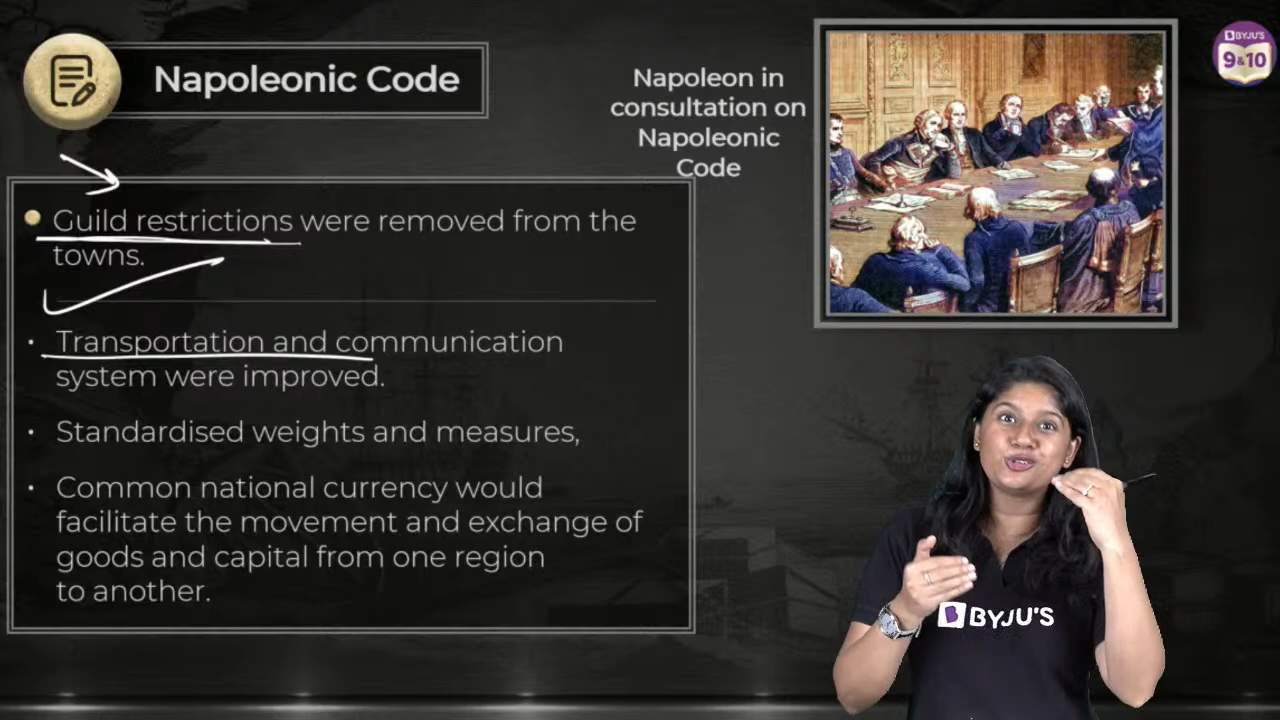 Napoleonic Code
Napoleon in
consultation on
Napoleonic
Code
BYJU'S
9&10
Guild restrictions were removed from the
towns.
Transportation and communication
system were improved.
Standardised weights and measures,
Common national currency would
facilitate the movement and exchange of
goods and capital from one region
to another.
BYJU'S